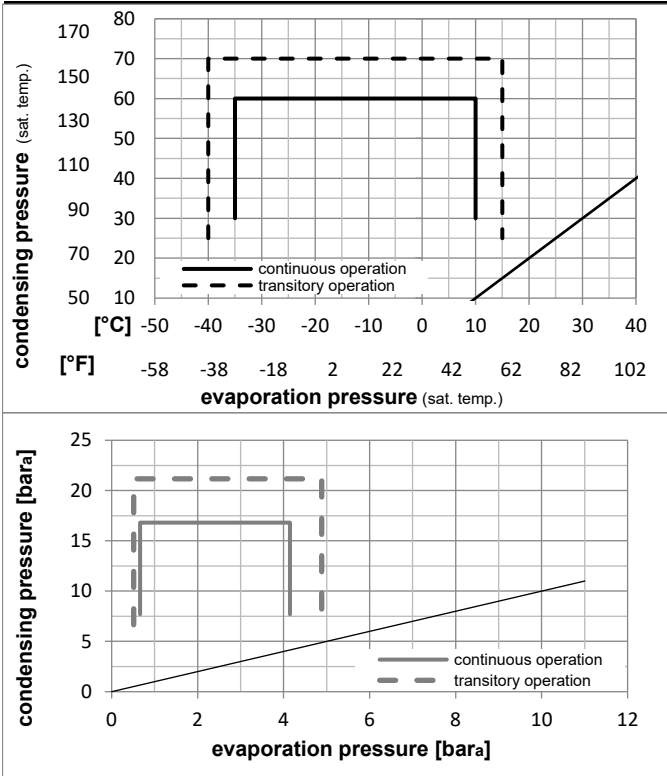 170 80
150 70
130 60
50
110 40
90 30
70 20
50 10
condensing pressure (sat. temp.)
continuous operation
transitory operation
[°C] -50 -40 -30 -20 -10 0 10 20 30 40
[°F] -58 -38 -18 2 22 42 62 82 102
evaporation pressure (sat. temp.)
25
20
15
10
5
0
condensing pressure [bara]
continuous operation
transitory operation
0 2 4 6 8 10 12
evaporation pressure [bara]